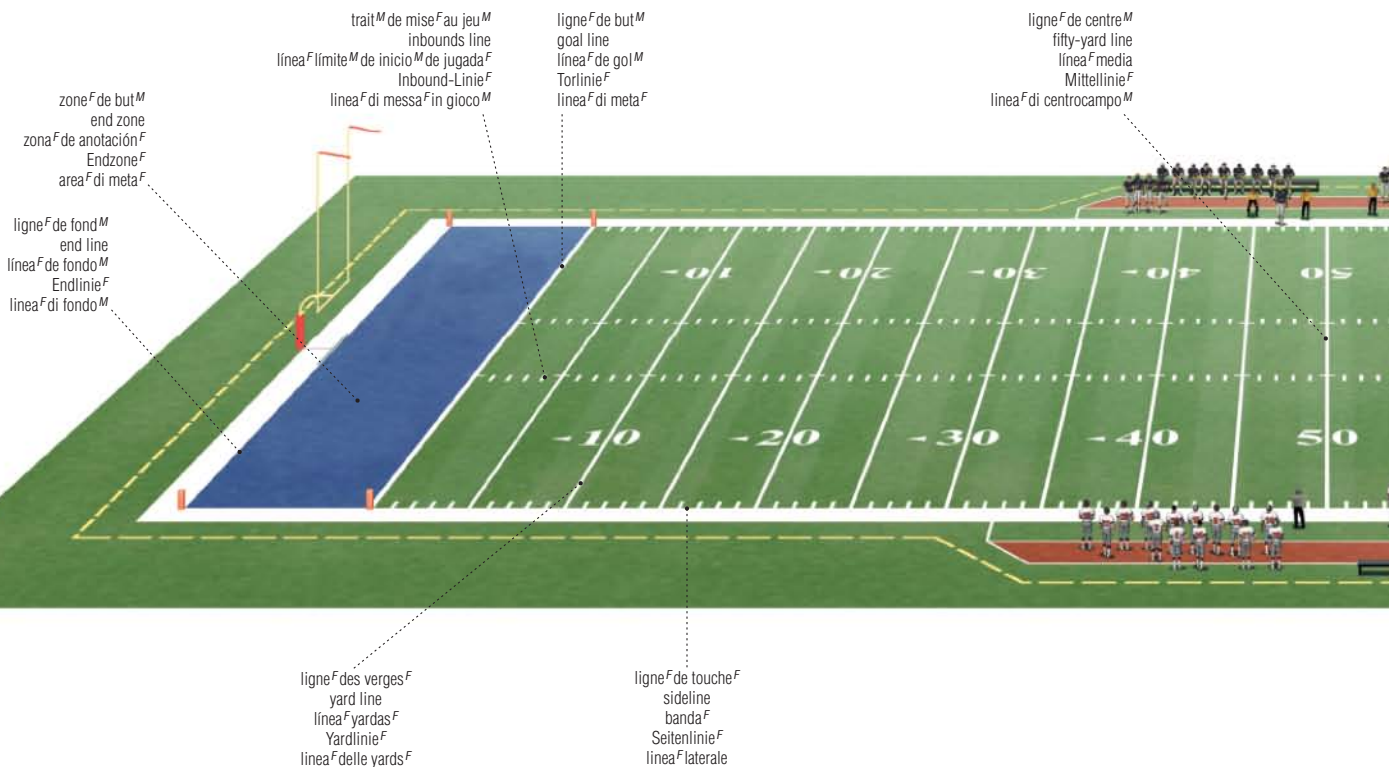 trait M de mise F au jeu M
inbounds line
línea F límite M de inicio M de jugada F
Inbound-Linie F
linea F di messa F in gioco M
ligne F de but M
goal line
línea F de gol M
Torlinie F
linea F di meta F
ligne F de centre M
fifty-yard line
línea F media
Mittellinie F
linea F di centrocampo M
zone F de but M
end zone
zona F de anotación F
Endzone F
area F di meta F
ligne F de fond M
end line
línea F de fondo M
Endlinie F
linea F di fondo M
10 20 30 40 50
10 20 30 40 50
ligne F des verges F
yard line
línea F yardas F
Yardlinie F
linea F delle yards F
ligne F de touche F
sideline
banda F
Seitenlinie F
linea F laterale